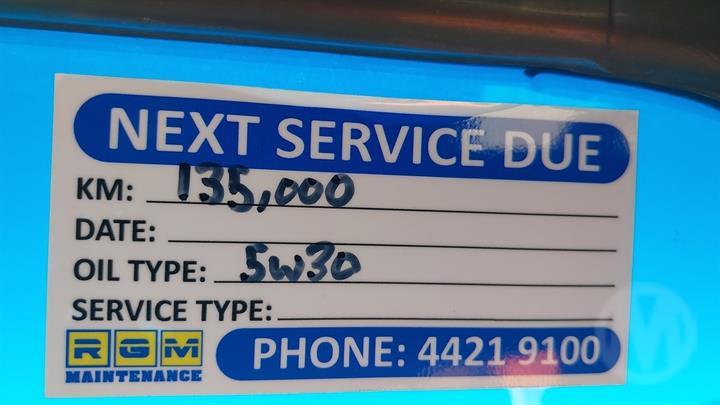 NEXT SERVICE DUE
KM: 135,000
DATE:
OIL TYPE: 5W30
SERVICE TYPE:
RGM
MAINTENANCE
PHONE: 4421 9100